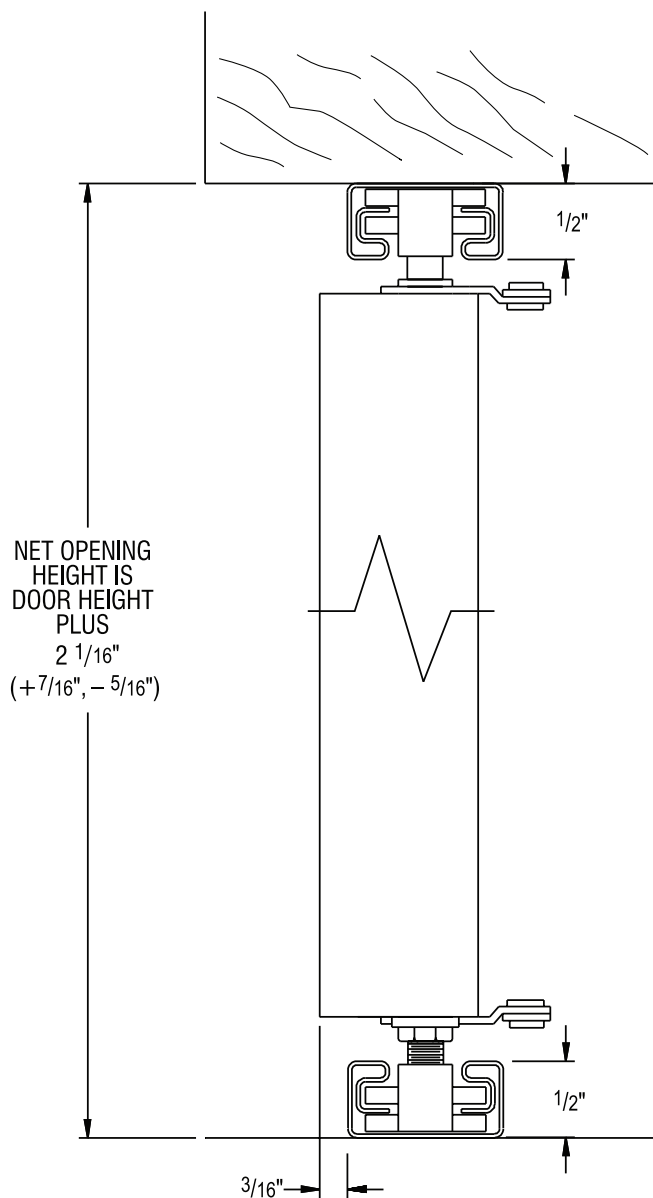 1/2"
NET OPENING
HEIGHT IS
DOOR HEIGHT
PLUS
2 1/16"
(+7/16", – 5/16")
1/2"
3/16"